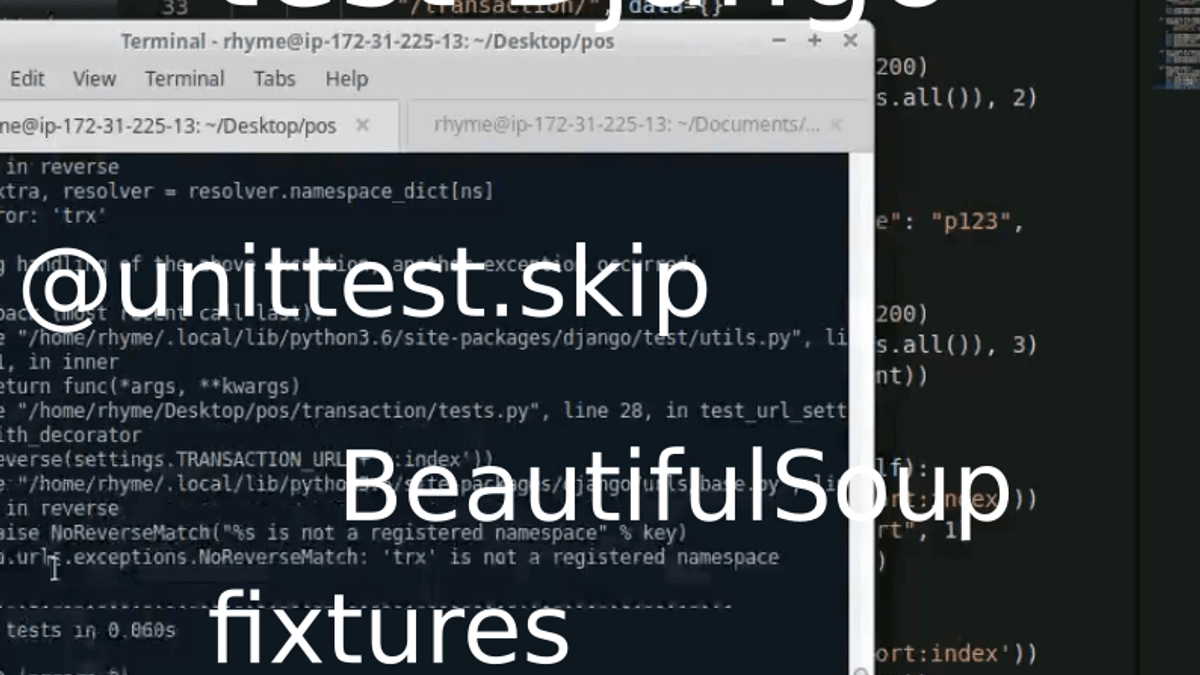 test django
33 "/transaction/", data={}
Terminal - rhyme@ip-172-31-225-13: ~/Desktop/pos
Edit View Terminal Tabs Help
200)
s.all()), 2)
me@ip-172-31-225-13: ~/Desktop/pos
rhyme@ip-172-31-225-13: ~/Documents/...
in reverse
xtra, resolver = resolver.namespace_dict[ns]
ror: 'trx'
e": "p123",
g handling of the above exception, another exception occurred:
@unittest.skip
back (most recent call last):
200)
e "/home/rhyme/.local/lib/python3.6/site-packages/django/test/utils.py", li
s.all()), 3)
l, in inner
nt))
eturn func(*args, **kwargs)
e "/home/rhyme/Desktop/pos/transaction/tests.py", line 28, in test_url_sett
ith_decorator
everse(settings.TRANSACTION_URL :index'))
lf):
BeautifulSoup
e "/home/rhyme/.local/lib/python3.6/site-packages/django/urls/base.py", li
ort:index'))
in reverse
aise NoReverseMatch("%s is not a registered namespace" % key)
rt", 1
o.urls.exceptions.NoReverseMatch: 'trx' is not a registered namespace
)
tests in 0.060s
fixtures
ort:index'))